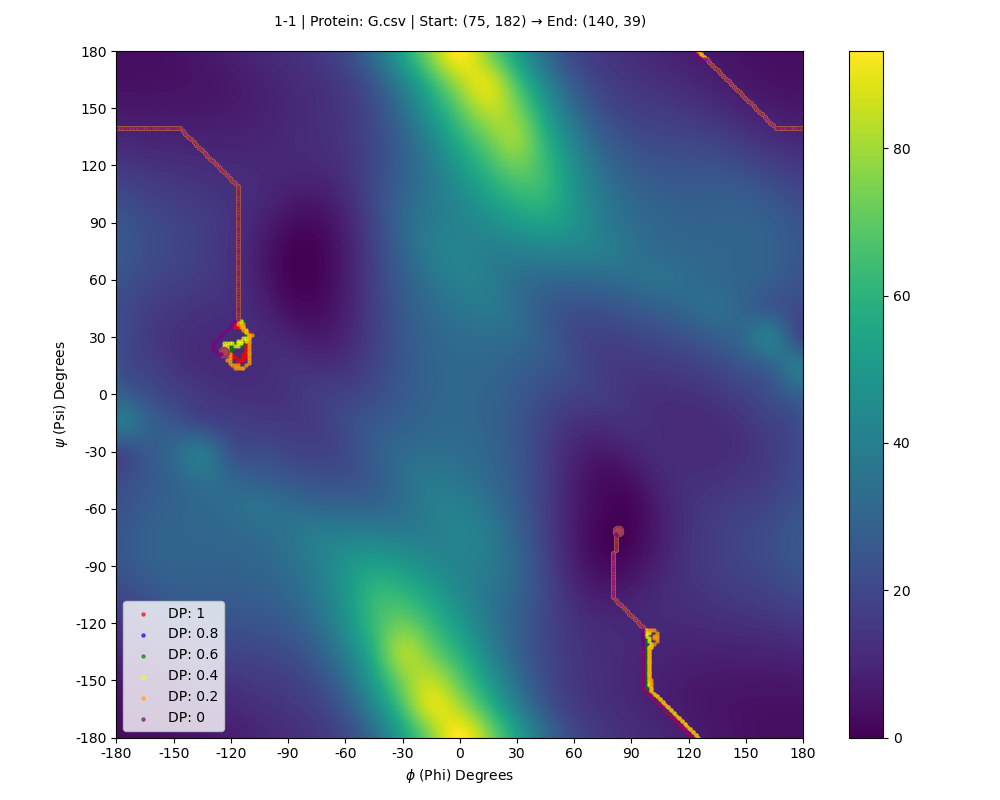 1-1 | Protein: G.csv | Start: (75, 182) → End: (140, 39)
180
150
120
90
60
30
0
-30
-60
-90
-120
-150
-180
ψ (Psi) Degrees
DP: 1
DP: 0.8
DP: 0.6
DP: 0.4
DP: 0.2
DP: 0
-180 -150 -120 -90 -60 -30 0 30 60 90 120 150 180
ϕ (Phi) Degrees
80
60
40
20
0